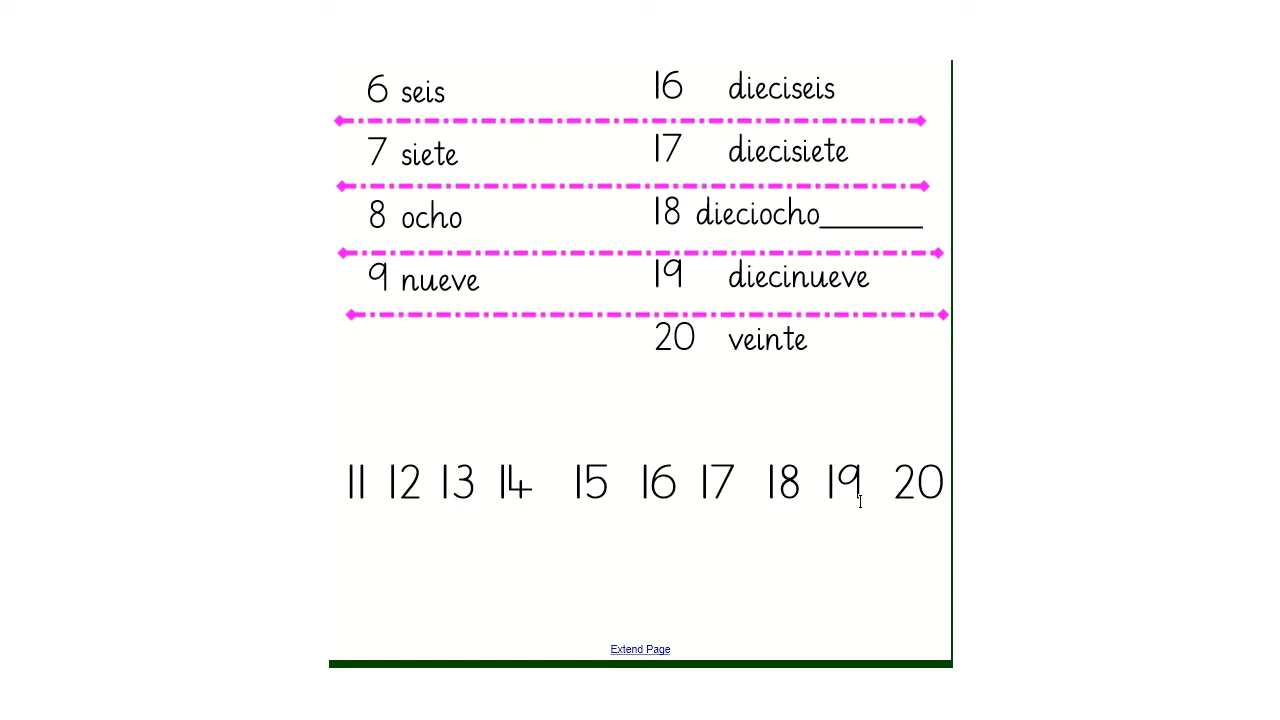 6 seis 16 dieciseis
7 siete 17 diecisiete
8 ocho 18 dieciocho______
9 nueve 19 diecinueve
20 veinte
11 12 13 14 15 16 17 18 19 20
Extend Page